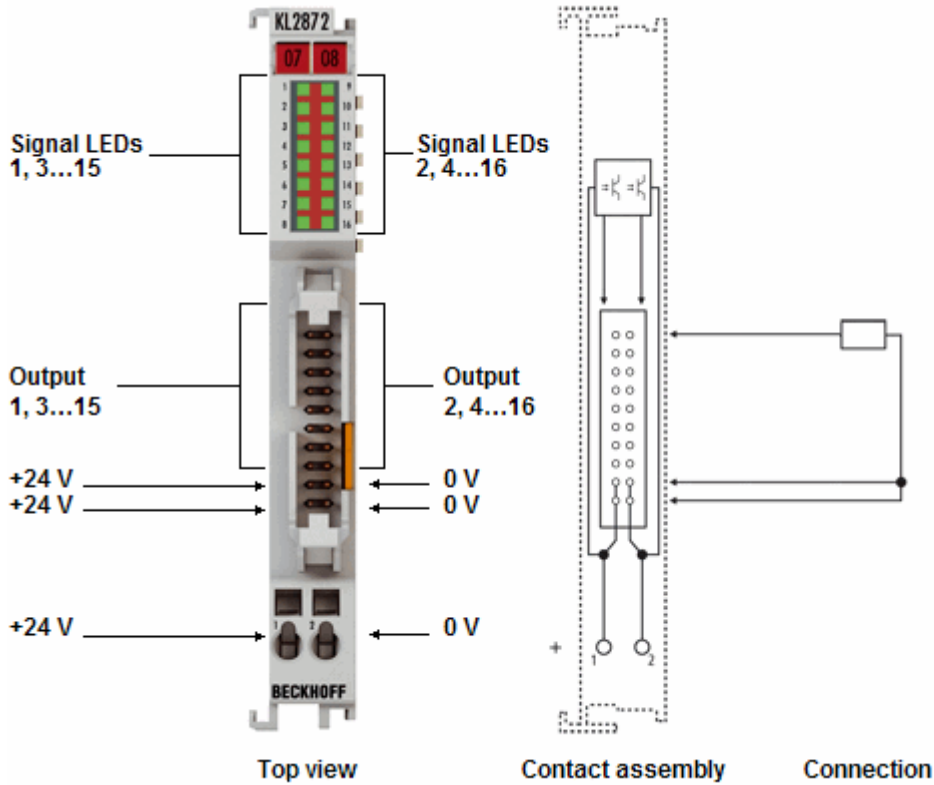 KL2872
07 08
1 9
2 10
3 11
4 12
5 13
6 14
7 15
8 16
Signal LEDs
1, 3...15
Signal LEDs
2, 4...16
Output
1, 3...15
Output
2, 4...16
+24 V
0 V
+24 V
0 V
+24 V
0 V
1 2
BECKHOFF
+
1 2
Top view
Contact assembly
Connection